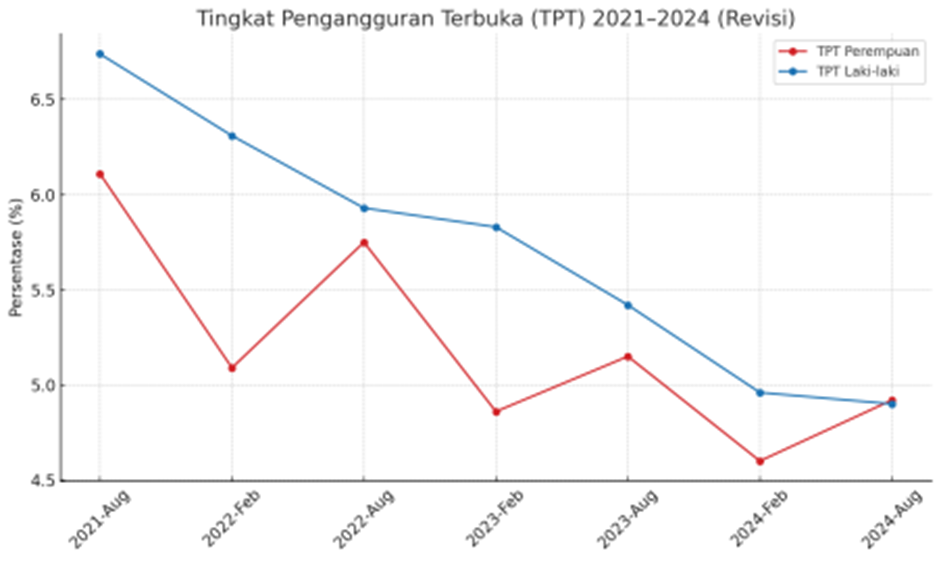 Tingkat Pengangguran Terbuka (TPT) 2021–2024 (Revisi)
TPT Perempuan
TPT Laki-laki
Persentase (%)
6.5
6.0
5.5
5.0
4.5
2021-Aug
2022-Feb
2022-Aug
2023-Feb
2023-Aug
2024-Feb
2024-Aug